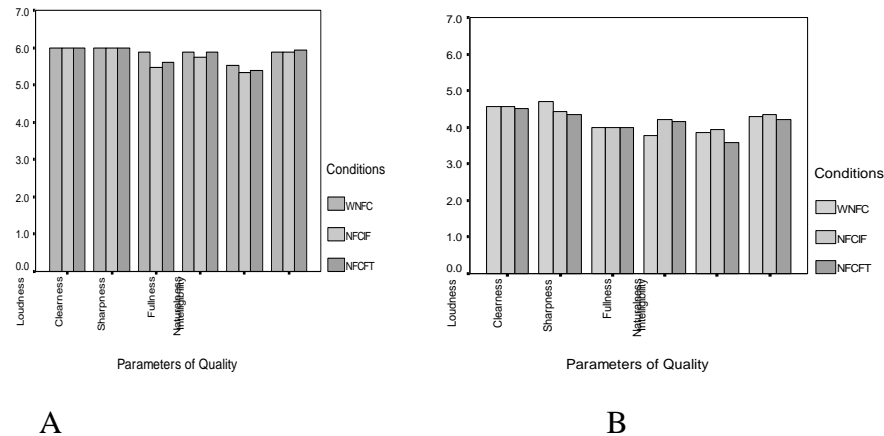 7.0
6.0
5.0
4.0
3.0
2.0
1.0
0.0
Loudness
Clearness
Sharpness
Fullness
Naturalness
Intelligibility
Parameters of Quality
Conditions
WNFC
NFCIF
NFCFT
A
7.0
6.0
5.0
4.0
3.0
2.0
1.0
0.0
Loudness
Clearness
Sharpness
Fullness
Naturalness
Intelligibility
Parameters of Quality
Conditions
WNFC
NFCIF
NFCFT
B